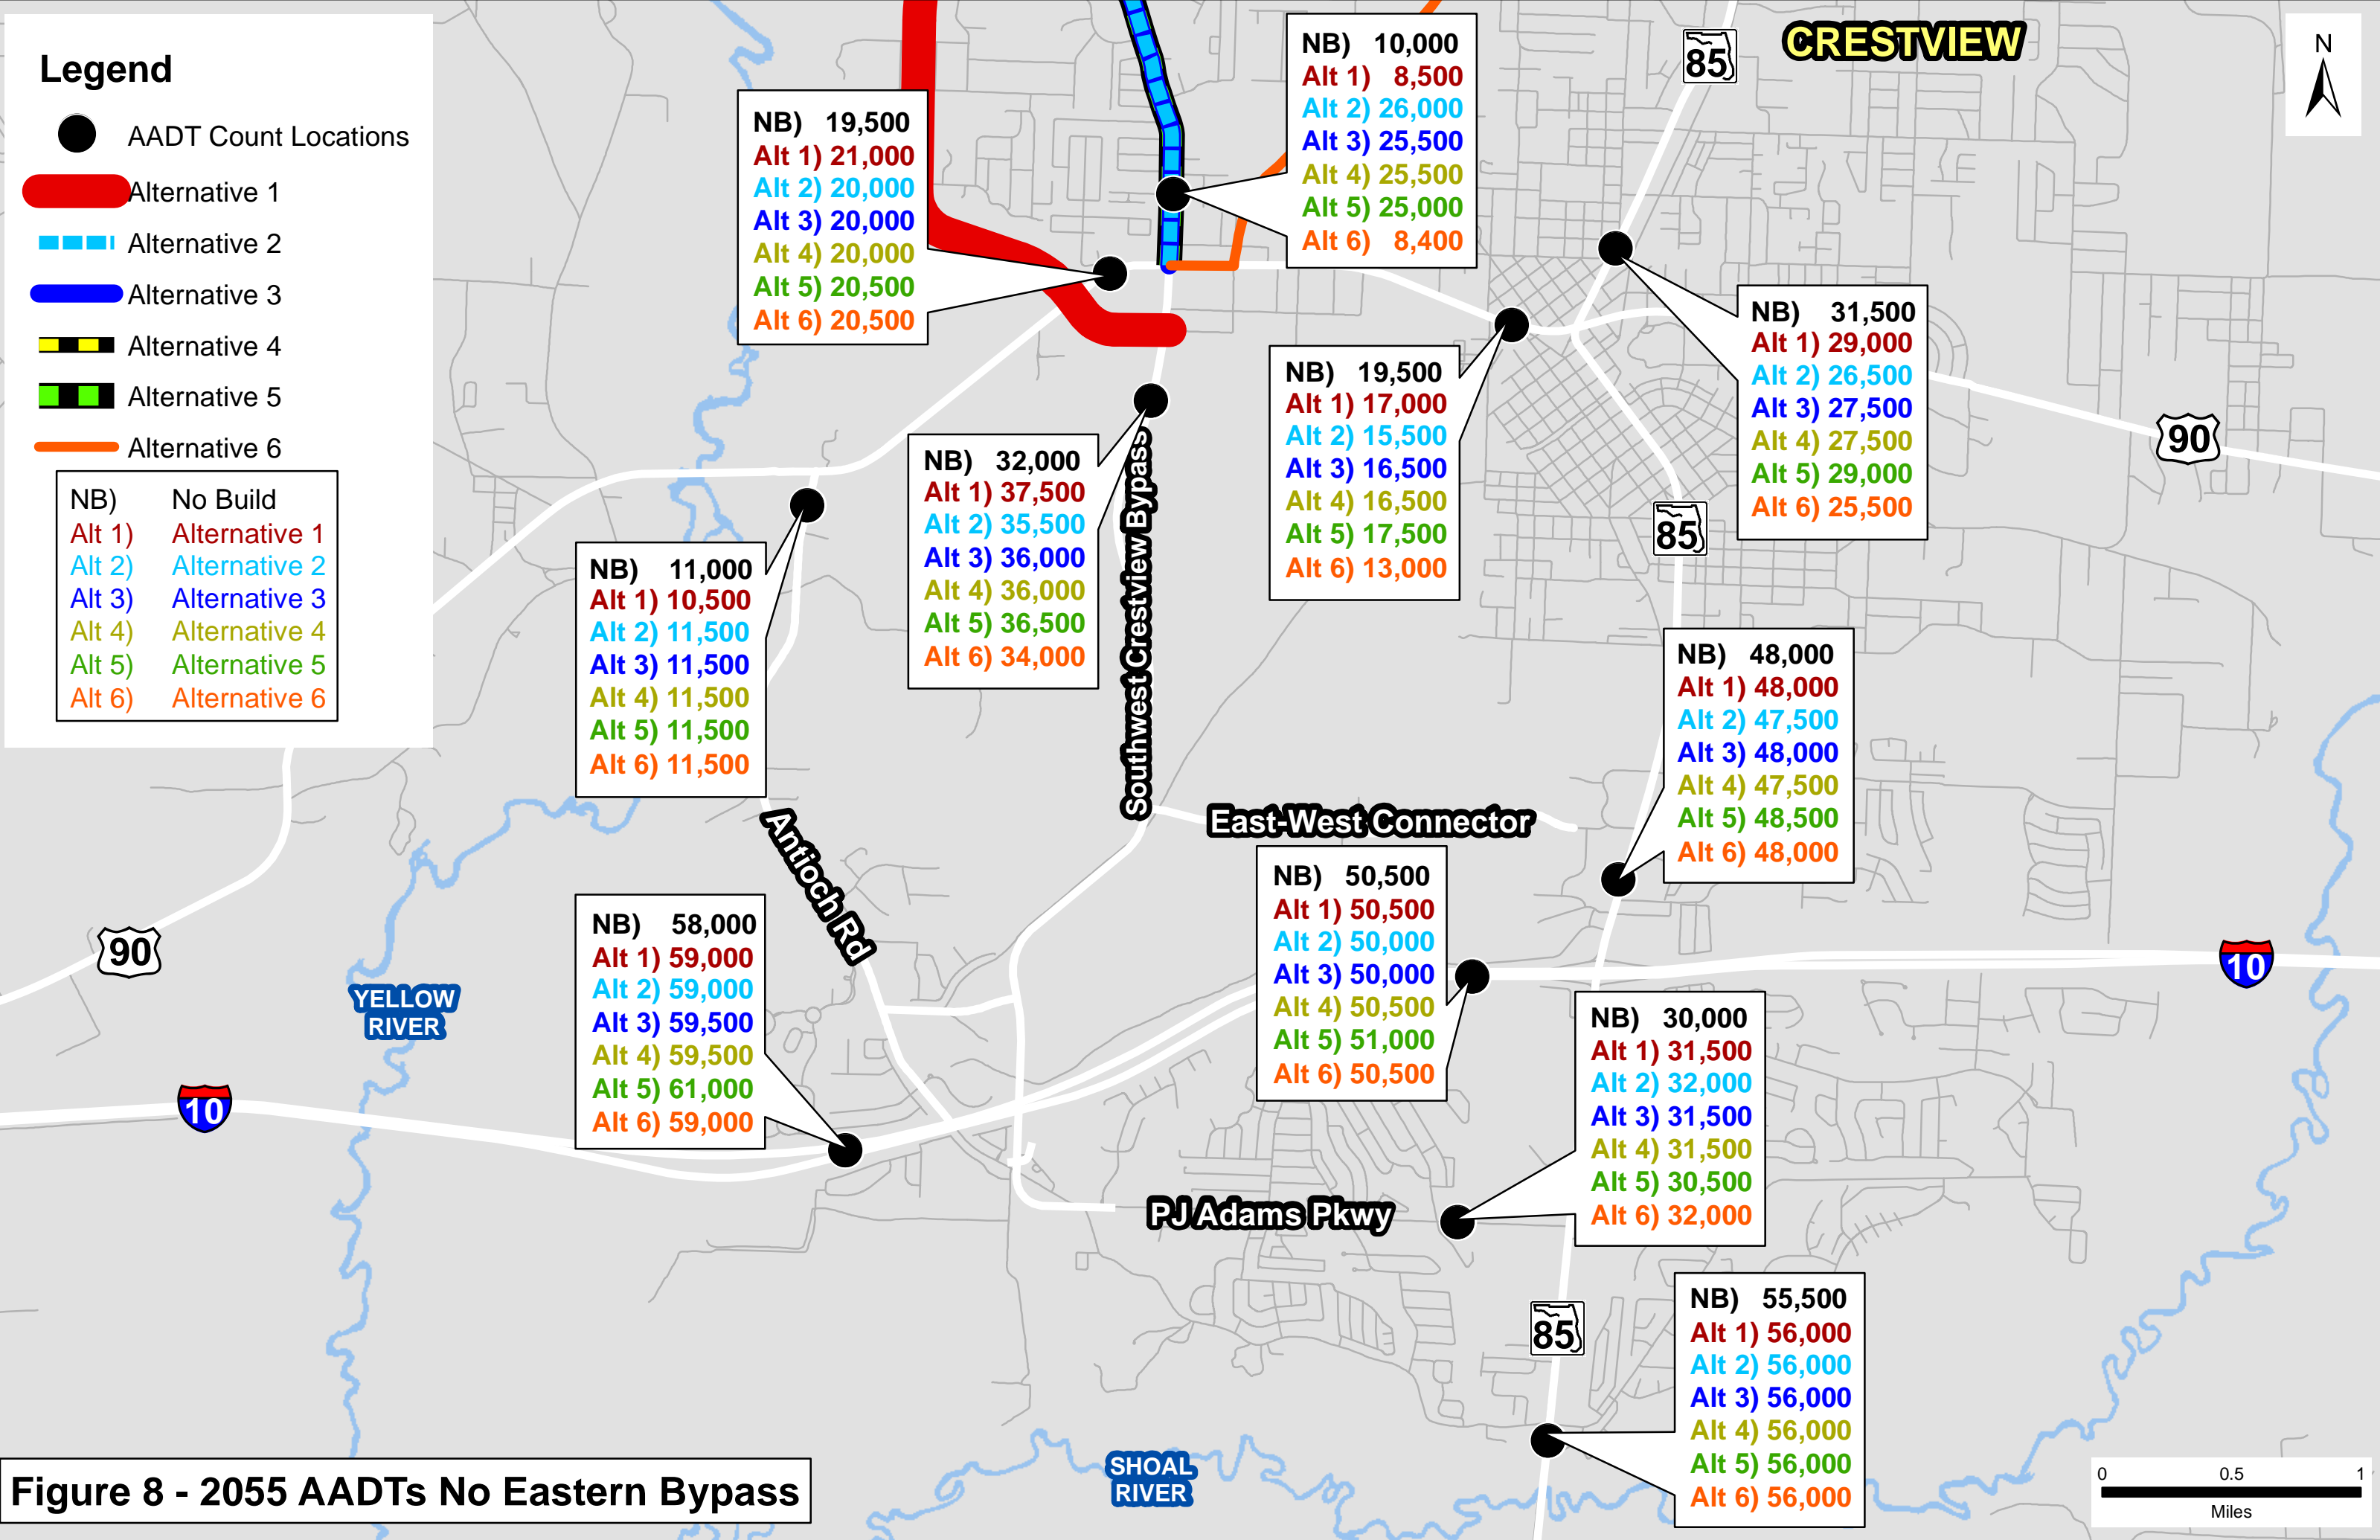 Legend
AADT Count Locations
Alternative 1
Alternative 2
Alternative 3
Alternative 4
Alternative 5
Alternative 6
NB) No Build
Alt 1) Alternative 1
Alt 2) Alternative 2
Alt 3) Alternative 3
Alt 4) Alternative 4
Alt 5) Alternative 5
Alt 6) Alternative 6
NB) 19,500
Alt 1) 21,000
Alt 2) 20,000
Alt 3) 20,000
Alt 4) 20,000
Alt 5) 20,500
Alt 6) 20,500
NB) 10,000
Alt 1) 8,500
Alt 2) 26,000
Alt 3) 25,500
Alt 4) 25,500
Alt 5) 25,000
Alt 6) 8,400
85
CRESTVIEW
N
NB) 31,500
Alt 1) 29,000
Alt 2) 26,500
Alt 3) 27,500
Alt 4) 27,500
Alt 5) 29,000
Alt 6) 25,500
90
NB) 19,500
Alt 1) 17,000
Alt 2) 15,500
Alt 3) 16,500
Alt 4) 16,500
Alt 5) 17,500
Alt 6) 13,000
85
NB) 32,000
Alt 1) 37,500
Alt 2) 35,500
Alt 3) 36,000
Alt 4) 36,000
Alt 5) 36,500
Alt 6) 34,000
Southwest Crestview Bypass
NB) 11,000
Alt 1) 10,500
Alt 2) 11,500
Alt 3) 11,500
Alt 4) 11,500
Alt 5) 11,500
Alt 6) 11,500
NB) 48,000
Alt 1) 48,000
Alt 2) 47,500
Alt 3) 48,000
Alt 4) 47,500
Alt 5) 48,500
Alt 6) 48,000
East-West Connector
Antioch Rd
NB) 50,500
Alt 1) 50,500
Alt 2) 50,000
Alt 3) 50,000
Alt 4) 50,500
Alt 5) 51,000
Alt 6) 50,500
NB) 58,000
Alt 1) 59,000
Alt 2) 59,000
Alt 3) 59,500
Alt 4) 59,500
Alt 5) 61,000
Alt 6) 59,000
90
YELLOW
RIVER
10
10
NB) 30,000
Alt 1) 31,500
Alt 2) 32,000
Alt 3) 31,500
Alt 4) 31,500
Alt 5) 30,500
Alt 6) 32,000
PJ Adams Pkwy
85
NB) 55,500
Alt 1) 56,000
Alt 2) 56,000
Alt 3) 56,000
Alt 4) 56,000
Alt 5) 56,000
Alt 6) 56,000
SHOAL
RIVER
Figure 8 - 2055 AADTs No Eastern Bypass
0 0.5 1
Miles